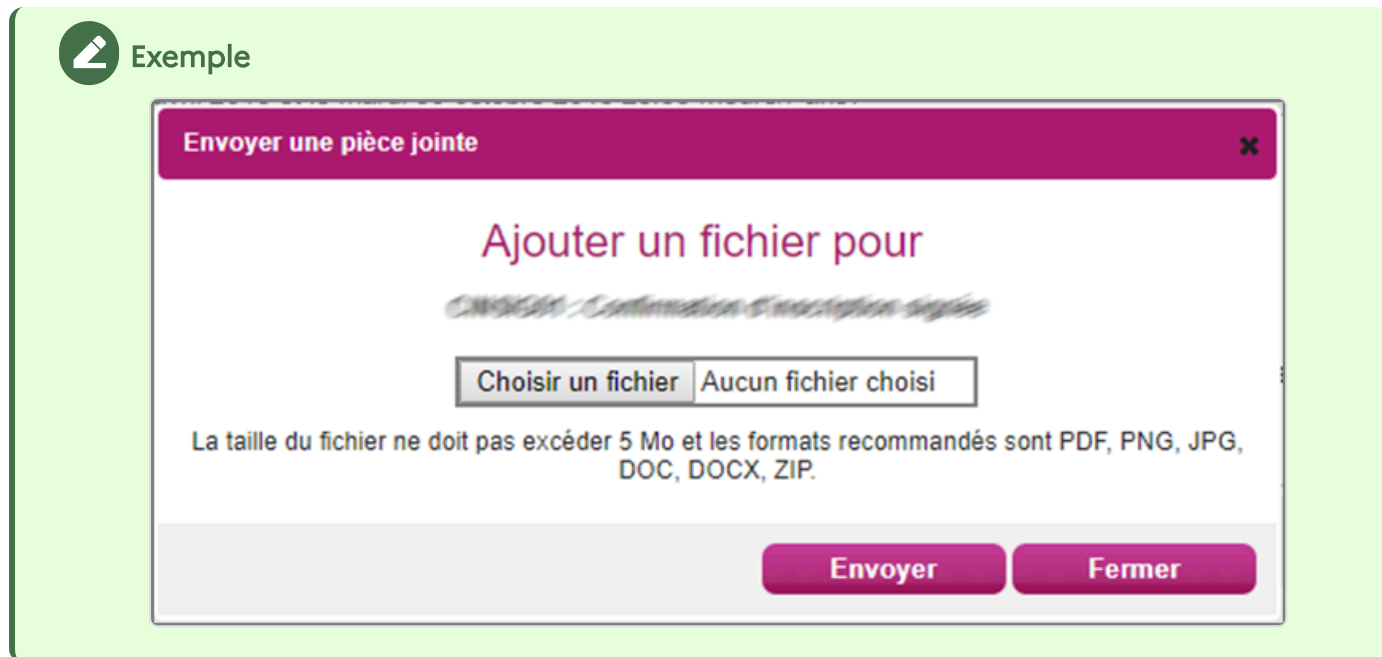 Exemple
Envoyer une pièce jointe
Ajouter un fichier pour
Confirmation d'inscription
Choisir un fichier Aucun fichier choisi
La taille du fichier ne doit pas excéder 5 Mo et les formats recommandés sont PDF, PNG, JPG,
DOC, DOCX, ZIP.
Envoyer Fermer